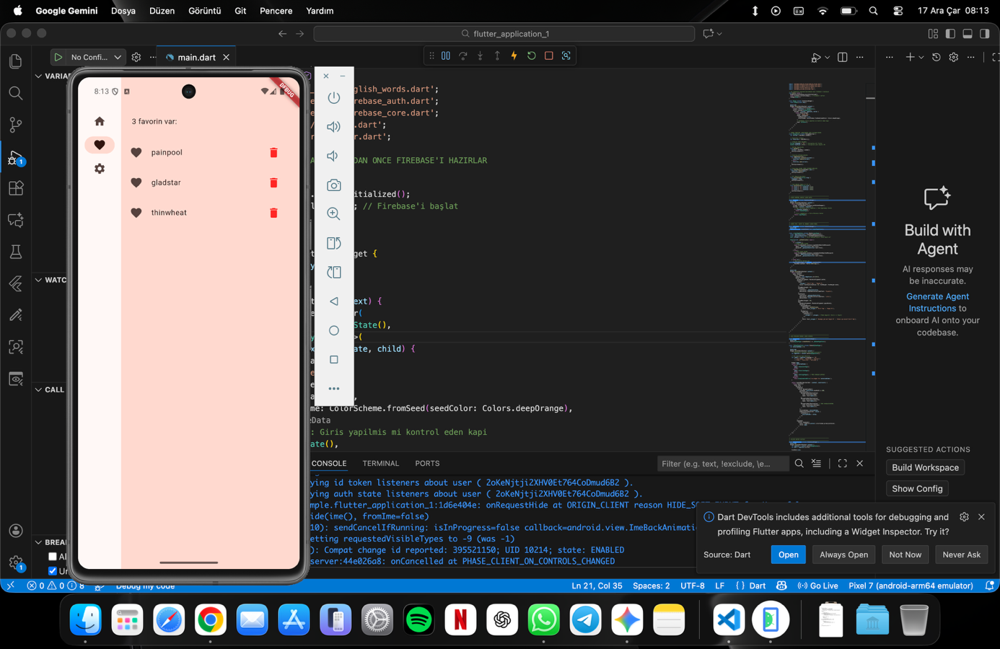 Google Gemini Dosya Düzen Görüntü Git Pencere Yardım 17 Ara Çar 08:13
flutter_application_1
No Confi... main.dart
VARIA
8:13
DEBUG
3 favorin var:
painpool
gladstar
thinwheat
WATC
CALL
BREAI
Al
Un
nglish_words.dart';
rebase_auth.dart';
rebase_core.dart';
.dart';
r.dart';
DAN ONCE FIREBASE'I HAZIRLAR
itialized();
; // Firebase'i başlat
get {
ext) {
r(
State(),
>(
ate, child) {
me: ColorScheme.fromSeed(seedColor: Colors.deepOrange),
eData
: Giris yapilmis mi kontrol eden kapi
ate(),
CONSOLE TERMINAL PORTS Filter (e.g. text, !exclude, \e...
ying id token listeners about user ( 2oKeNjtji2XHV0Et764CoDmud6B2 ).
ying auth state listeners about user ( 2oKeNjtji2XHV0Et764CoDmud6B2 ).
mple.flutter_application_1:1d6e404e: onRequestHide at ORIGIN_CLIENT reason
ide(ime(), fromIme=false)
10): sendCancelIfRunning: isInProgress=false callback=android.view.ImeBackAnimati
etting requestedVisibleTypes to -9 (was -1)
): Compat change id reported: 395521150; UID 10214; state: ENABLED
server:44e026a8: onCancelled at PHASE_CLIENT_ON_CONTROLS_CHANGED
Build with
Agent
AI responses may
be inaccurate.
Generate Agent
Instructions to
onboard AI onto your
codebase.
SUGGESTED ACTIONS
Build Workspace
Show Config
Dart DevTools includes additional tools for debugging and
profiling Flutter apps, including a Widget Inspector. Try it?
Source: Dart Open Always Open Not Now Never Ask
0 0 8 Debug my code Ln 21, Col 35 Spaces: 2 UTF-8 LF { } Dart Go Live Pixel 7 (android-arm64 emulator)